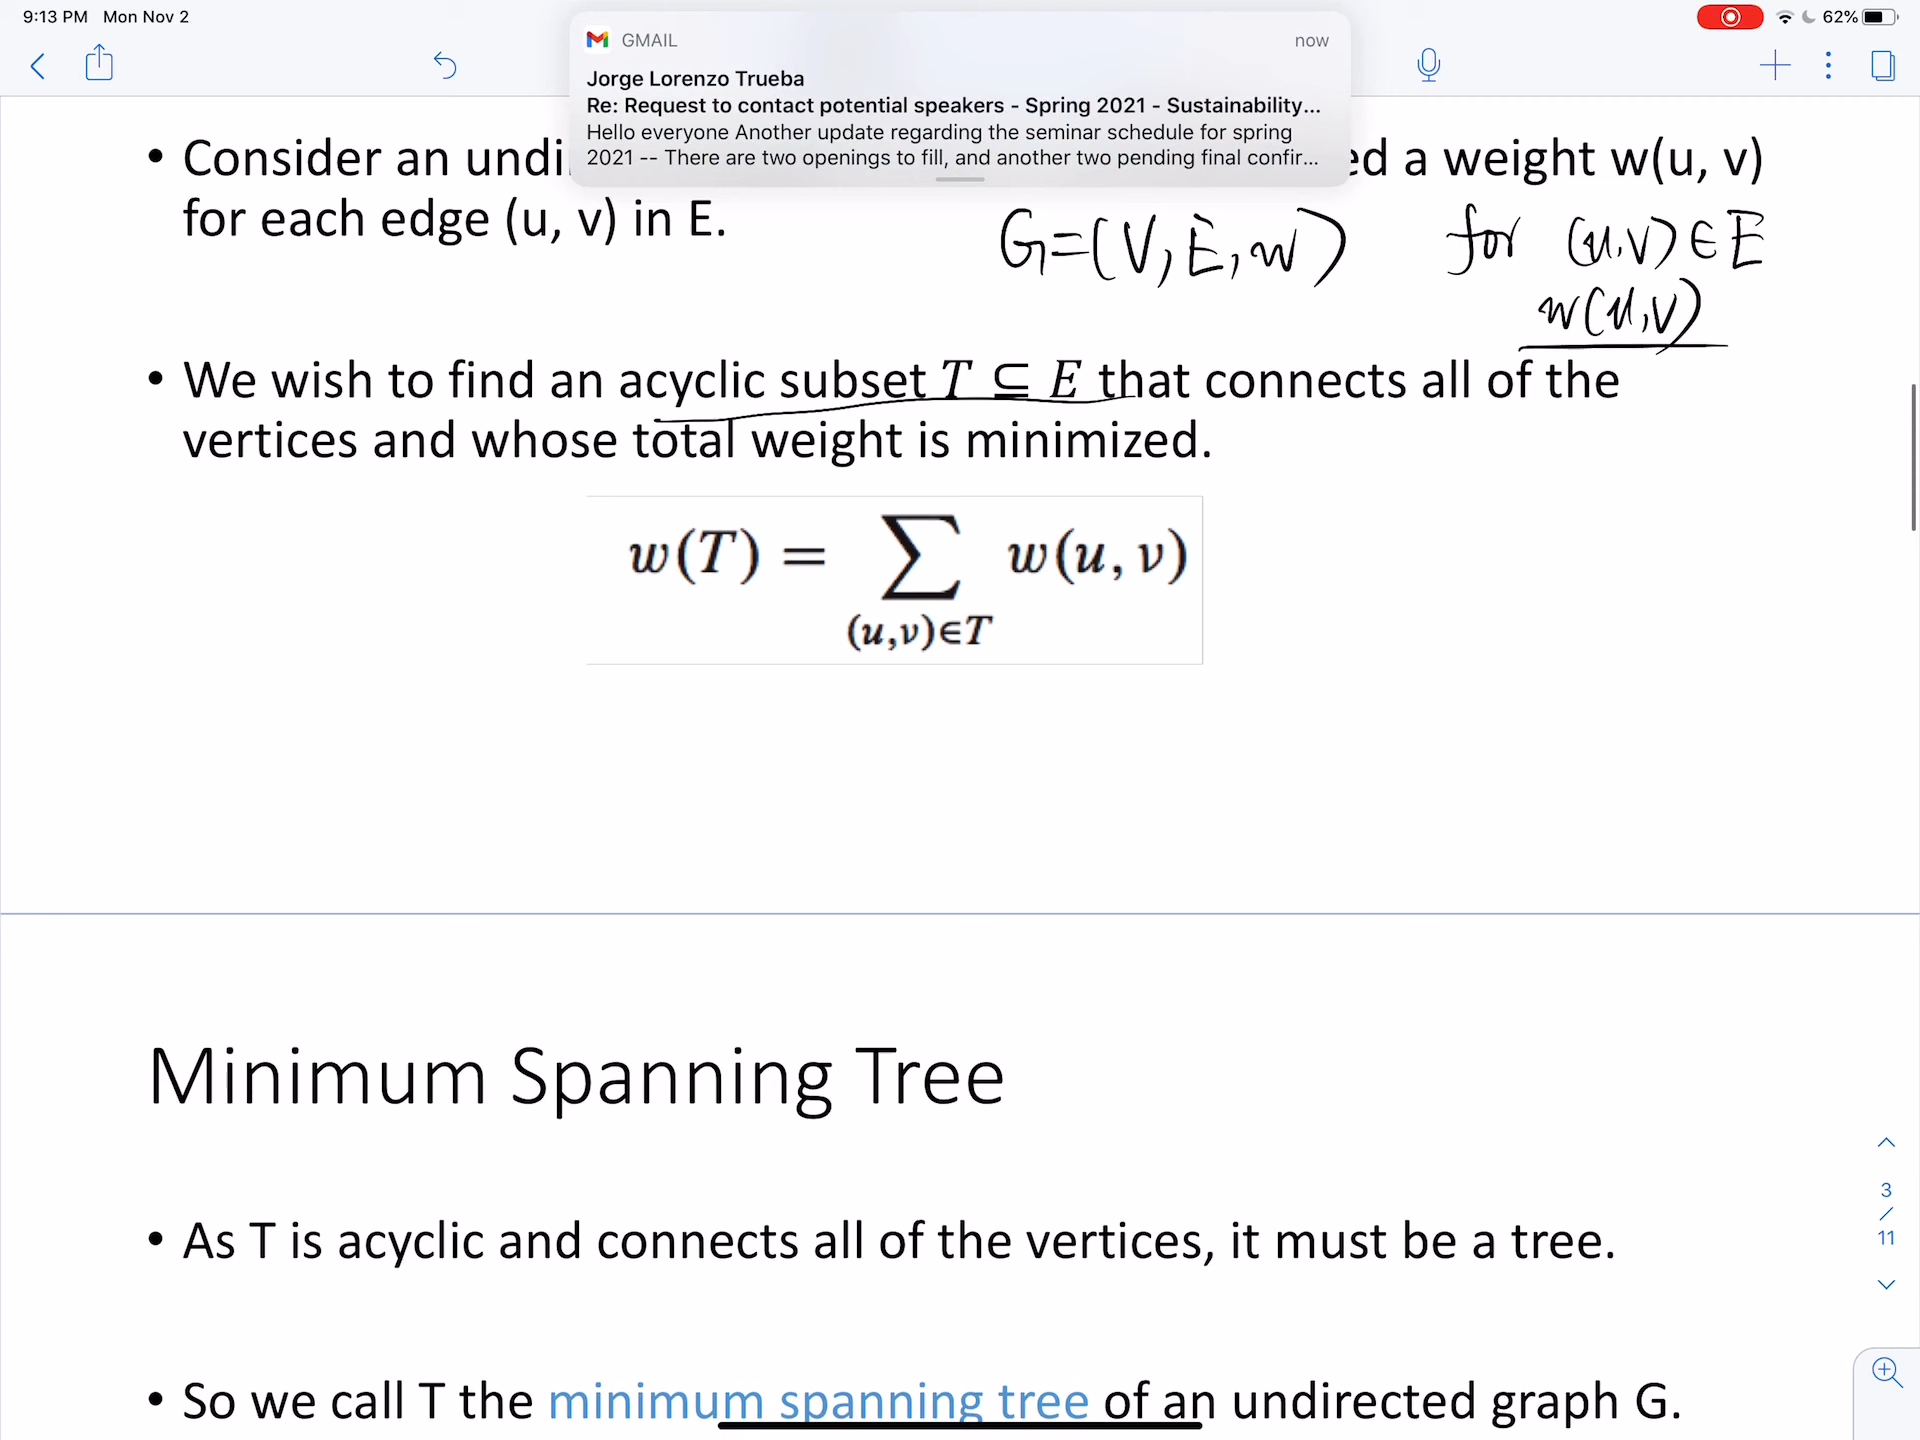 9:13 PM Mon Nov 2
62%
GMAIL
now
Jorge Lorenzo Trueba
Re: Request to contact potential speakers - Spring 2021 - Sustainability...
Hello everyone Another update regarding the seminar schedule for spring
2021 -- There are two openings to fill, and another two pending final confir...
• Consider an undi
ed a weight w(u, v)
for each edge (u, v) in E.
G=(V, E, w)
for (u,v)∈E
w(u,v)
• We wish to find an acyclic subset T ⊆ E that connects all of the
vertices and whose total weight is minimized.
w(T) = ∑ w(u, v)
(u,v)∈T
Minimum Spanning Tree
• As T is acyclic and connects all of the vertices, it must be a tree.
• So we call T the minimum spanning tree of an undirected graph G.
3
/
11